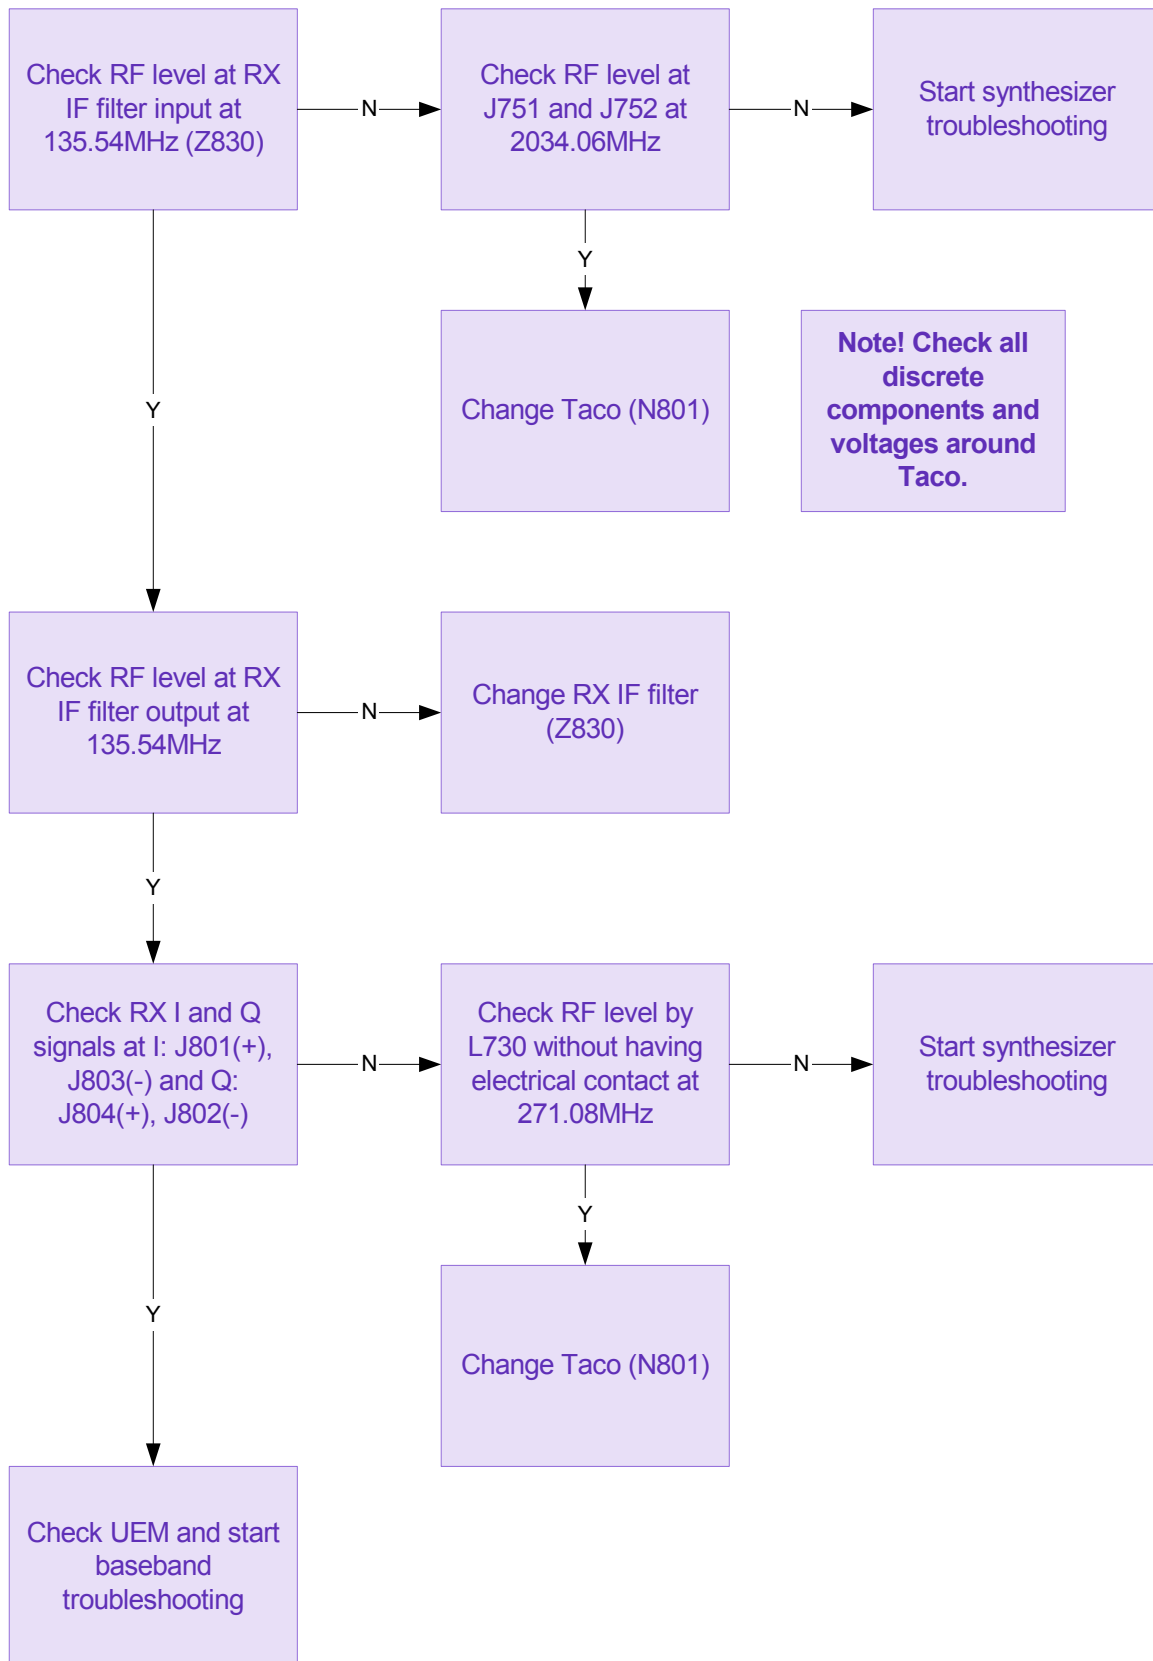 Check RF level at RX
IF filter input at
135.54MHz (Z830)
N
Check RF level at
J751 and J752 at
2034.06MHz
N
Start synthesizer
troubleshooting
Y
Change Taco (N801)
Note! Check all
discrete
components and
voltages around
Taco.
Y
Check RF level at RX
IF filter output at
135.54MHz
N
Change RX IF filter
(Z830)
Y
Check RX I and Q
signals at I: J801(+),
J803(-) and Q:
J804(+), J802(-)
N
Check RF level by
L730 without having
electrical contact at
271.08MHz
N
Start synthesizer
troubleshooting
Y
Change Taco (N801)
Y
Check UEM and start
baseband
troubleshooting